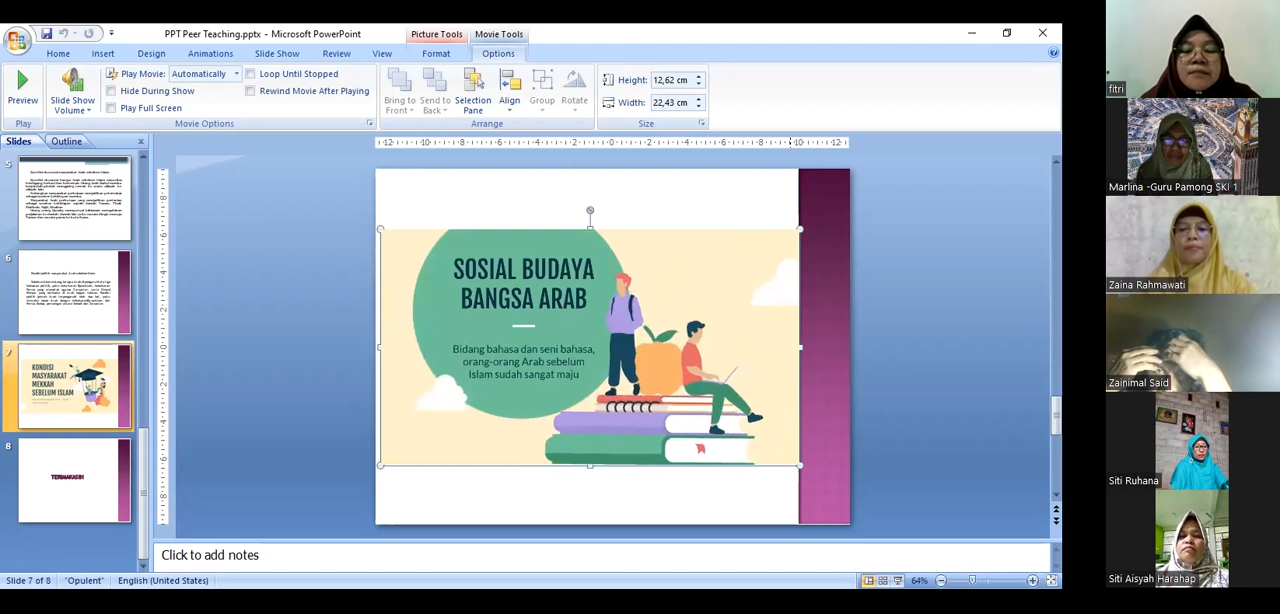 PPT Peer Teaching.pptx - Microsoft PowerPoint
Picture Tools
Movie Tools
Home
Insert
Design
Animations
Slide Show
Review
View
Format
Options
Preview
Slide Show
Volume
Play Movie:
Automatically
Hide During Show
Play Full Screen
Loop Until Stopped
Rewind Movie After Playing
Bring to
Front
Send to
Back
Selection
Pane
Align
Group
Rotate
Height:
12,62 cm
Width:
22,43 cm
Play
Movie Options
Arrange
Size
Slides
Outline
5
6
7
KONDISI
MASYARAKAT
MEKKAH
SEBELUM ISLAM
8
TERIMAKASIH
SOSIAL BUDAYA
BANGSA ARAB
Bidang bahasa dan seni bahasa,
orang-orang Arab sebelum
Islam sudah sangat maju
Click to add notes
Slide 7 of 8
"Opulent"
English (United States)
64%
fitri
Marlina -Guru Pamong SKI 1
Zaina Rahmawati
Zainimal Said
Siti Ruhana
Siti Aisyah Harahap